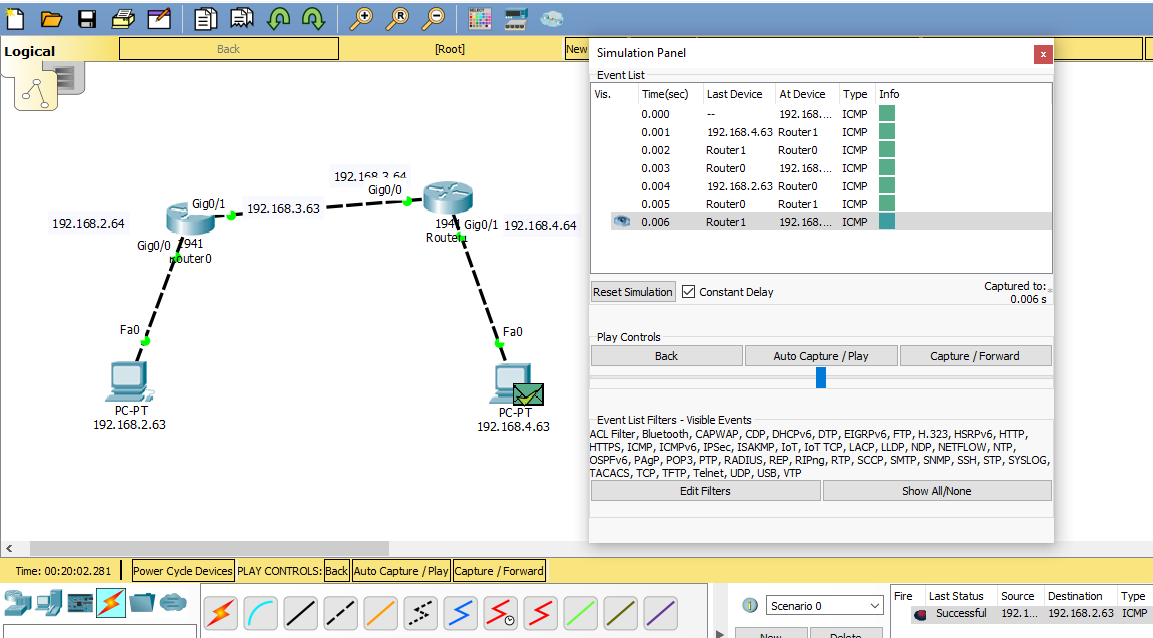 Logical
Back
[Root]
New
Simulation Panel
x
Event List
Vis. Time(sec) Last Device At Device Type Info
0.000 -- 192.168.... ICMP
0.001 192.168.4.63 Router1 ICMP
0.002 Router1 Router0 ICMP
0.003 Router0 192.168.... ICMP
0.004 192.168.2.63 Router0 ICMP
0.005 Router0 Router1 ICMP
0.006 Router1 192.168.... ICMP
Reset Simulation Constant Delay
Captured to:
0.006 s
Play Controls
Back Auto Capture / Play Capture / Forward
Event List Filters - Visible Events
ACL Filter, Bluetooth, CAPWAP, CDP, DHCPv6, DTP, EIGRPv6, FTP, H.323, HSRPv6, HTTP,
HTTPS, ICMP, ICMPv6, IPSec, ISAKMP, IoT, IoT TCP, LACP, LLDP, NDP, NETFLOW, NTP,
OSPFv6, PAgP, POP3, PTP, RADIUS, REP, RIPng, RTP, SCCP, SMTP, SNMP, SSH, STP, SYSLOG,
TACACS, TCP, TFTP, Telnet, UDP, USB, VTP
Edit Filters Show All/None
192.168.3.64
Gig0/0
Gig0/1
192.168.3.63
192.168.2.64
1941
Router1
Gig0/1
192.168.4.64
Gig0/0
1941
Router0
Fa0
Fa0
PC-PT
192.168.2.63
PC-PT
192.168.4.63
Time: 00:20:02.281 Power Cycle Devices PLAY CONTROLS: Back Auto Capture / Play Capture / Forward
Scenario 0
New Delete
Fire Last Status Source Destination Type
Successful 192.1... 192.168.2.63 ICMP